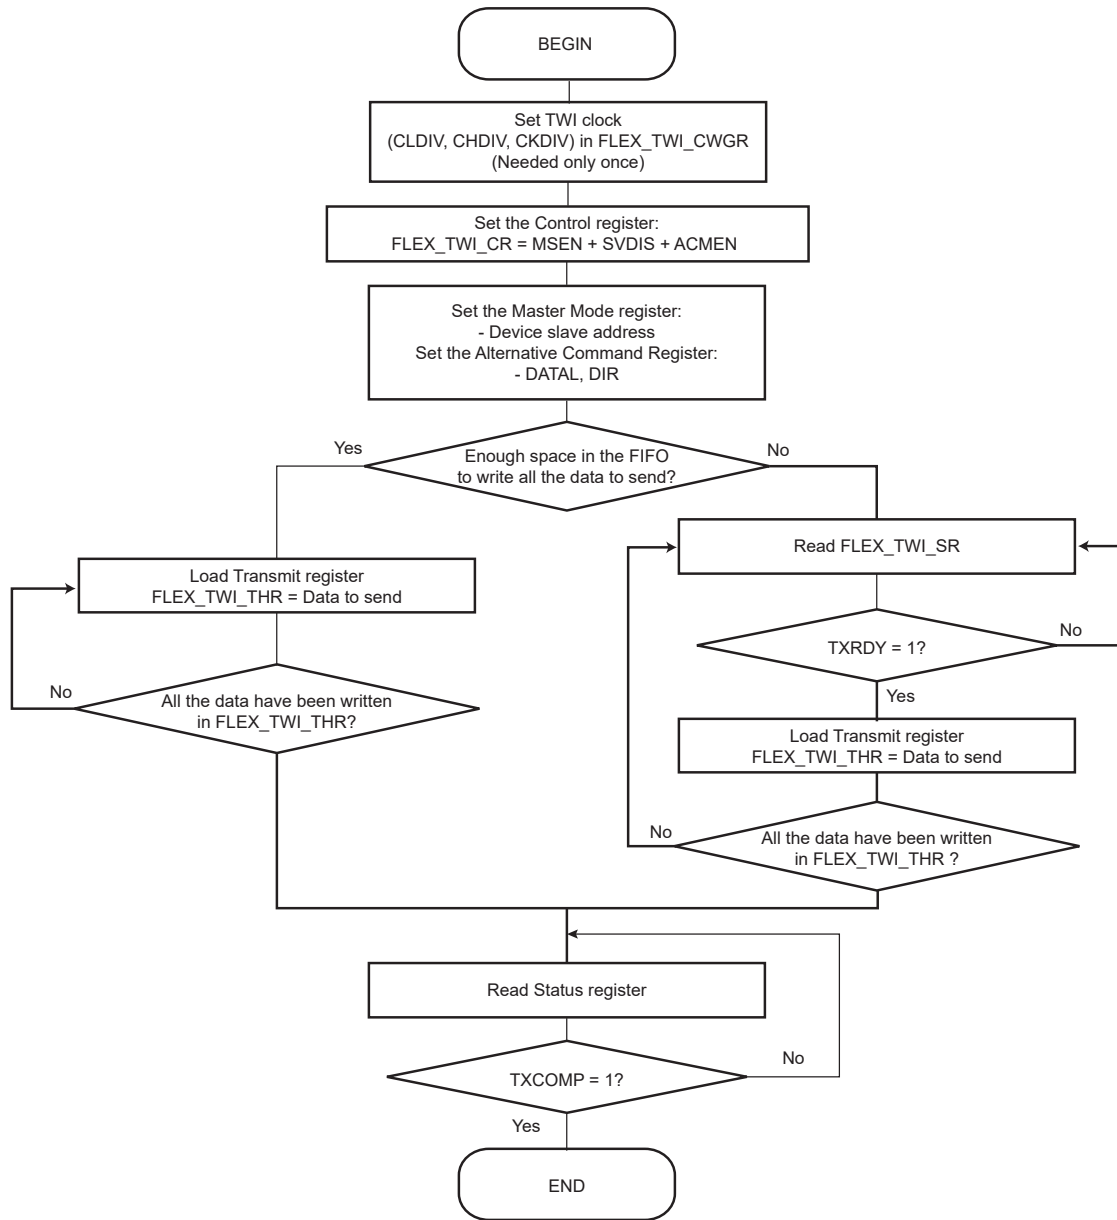 BEGIN
Set TWI clock
(CLDIV, CHDIV, CKDIV) in FLEX_TWI_CWGR
(Needed only once)
Set the Control register:
FLEX_TWI_CR = MSEN + SVDIS + ACMEN
Set the Master Mode register:
- Device slave address
Set the Alternative Command Register:
- DATAL, DIR
Yes
Enough space in the FIFO
to write all the data to send?
No
Load Transmit register
FLEX_TWI_THR = Data to send
No
All the data have been written
in FLEX_TWI_THR?
Read FLEX_TWI_SR
TXRDY = 1?
No
Yes
Load Transmit register
FLEX_TWI_THR = Data to send
No
All the data have been written
in FLEX_TWI_THR ?
Read Status register
TXCOMP = 1?
No
Yes
END